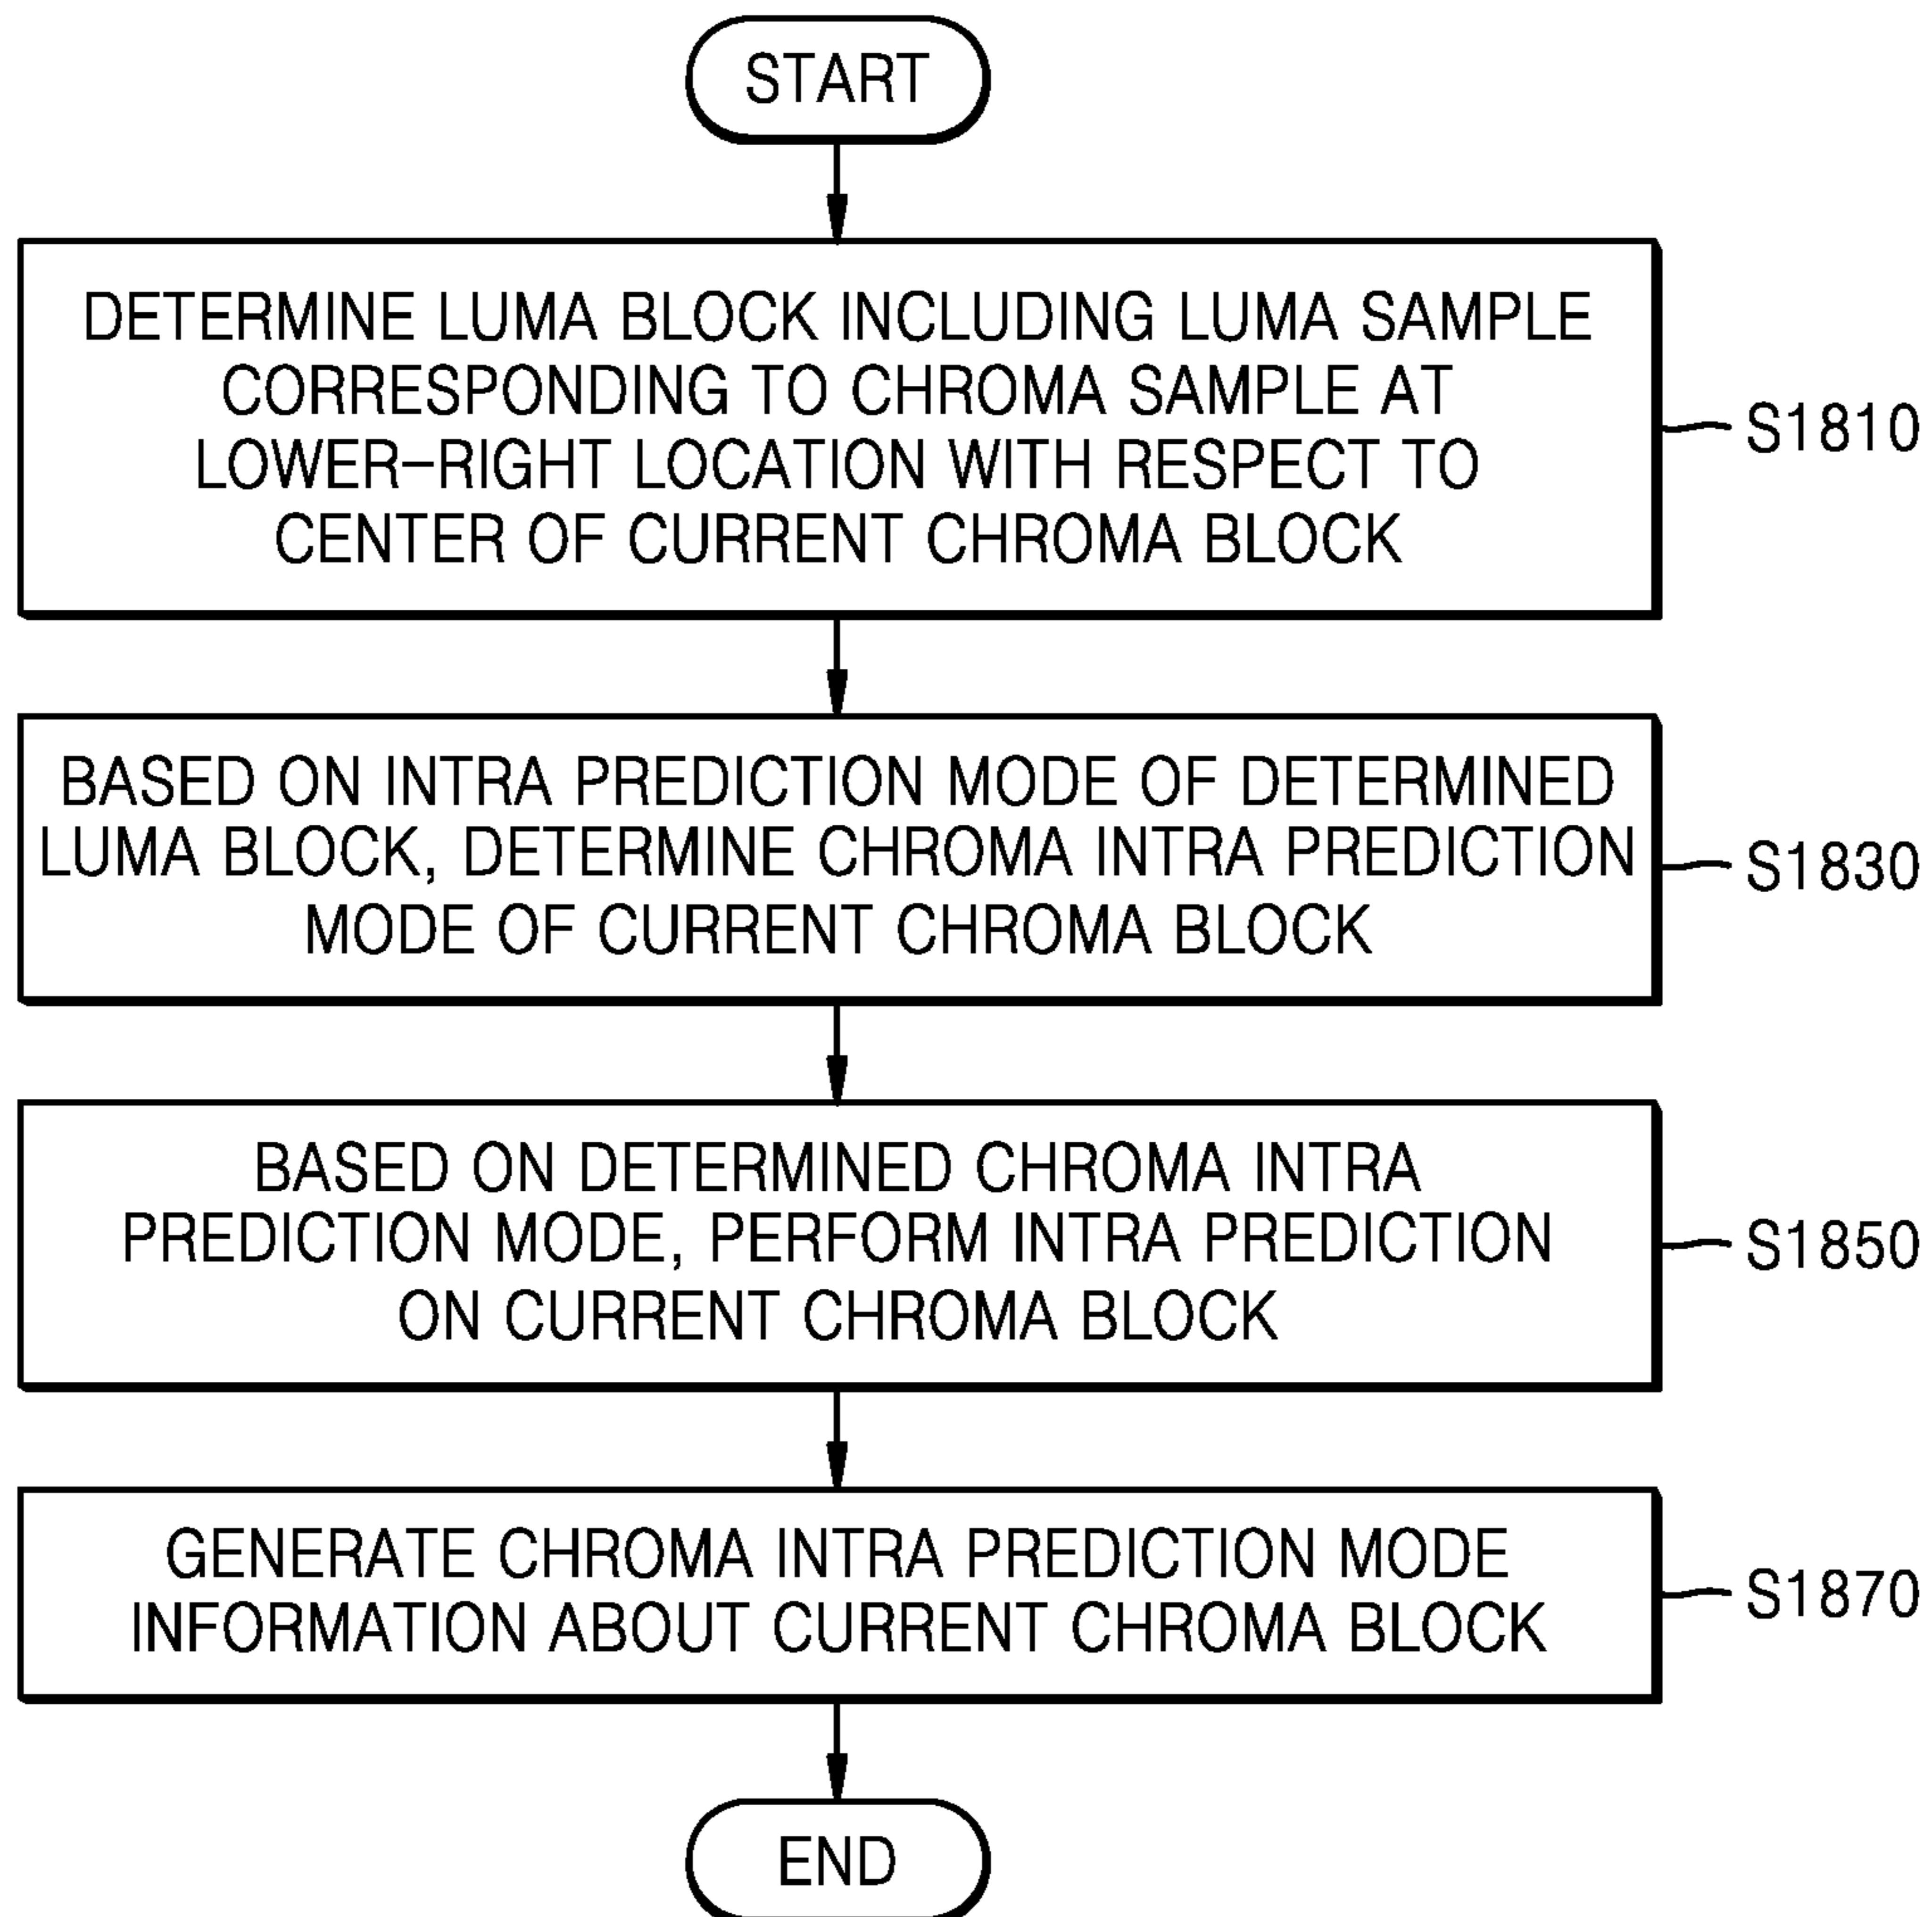 START
DETERMINE LUMA BLOCK INCLUDING LUMA SAMPLE
CORRESPONDING TO CHROMA SAMPLE AT
LOWER-RIGHT LOCATION WITH RESPECT TO
CENTER OF CURRENT CHROMA BLOCK
S1810
BASED ON INTRA PREDICTION MODE OF DETERMINED
LUMA BLOCK, DETERMINE CHROMA INTRA PREDICTION
MODE OF CURRENT CHROMA BLOCK
S1830
BASED ON DETERMINED CHROMA INTRA
PREDICTION MODE, PERFORM INTRA PREDICTION
ON CURRENT CHROMA BLOCK
S1850
GENERATE CHROMA INTRA PREDICTION MODE
INFORMATION ABOUT CURRENT CHROMA BLOCK
S1870
END